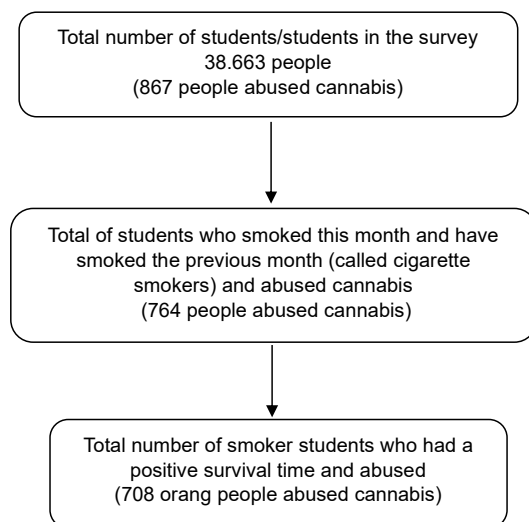 Total number of students/students in the survey
38.663 people
(867 people abused cannabis)
Total of students who smoked this month and have
smoked the previous month (called cigarette
smokers) and abused cannabis
(764 people abused cannabis)
Total number of smoker students who had a
positive survival time and abused
(708 orang people abused cannabis)